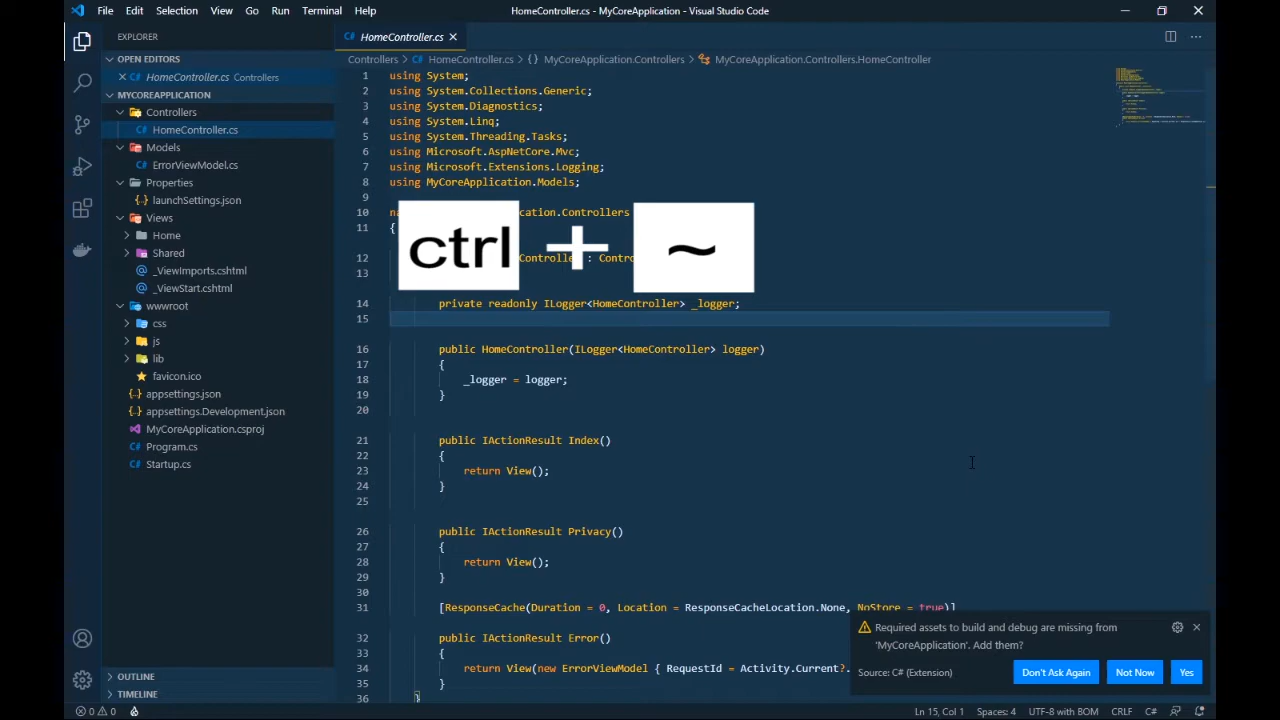 File Edit Selection View Go Run Terminal Help
HomeController.cs - MyCoreApplication - Visual Studio Code
EXPLORER
OPEN EDITORS
HomeController.cs Controllers
MYCOREAPPLICATION
Controllers
HomeController.cs
Models
ErrorViewModel.cs
Properties
launchSettings.json
Views
Home
Shared
_ViewImports.cshtml
_ViewStart.cshtml
wwwroot
css
js
lib
favicon.ico
appsettings.json
appsettings.Development.json
MyCoreApplication.csproj
Program.cs
Startup.cs
OUTLINE
TIMELINE
HomeController.cs
Controllers > HomeController.cs > {} MyCoreApplication.Controllers > MyCoreApplication.Controllers.HomeController
1 using System;
2 using System.Collections.Generic;
3 using System.Diagnostics;
4 using System.Linq;
5 using System.Threading.Tasks;
6 using Microsoft.AspNetCore.Mvc;
7 using Microsoft.Extensions.Logging;
8 using MyCoreApplication.Models;
9
10 na cation.Controllers
11 {
ctrl + ~
12 Controlle : Contro
13
14 private readonly ILogger<HomeController> _logger;
15
16 public HomeController(ILogger<HomeController> logger)
17 {
18 _logger = logger;
19 }
20
21 public IActionResult Index()
22 {
23 return View();
24 }
25
26 public IActionResult Privacy()
27 {
28 return View();
29 }
30
31 [ResponseCache(Duration = 0, Location = ResponseCacheLocation.None, NoStore = true)]
32 public IActionResult Error()
33 {
34 return View(new ErrorViewModel { RequestId = Activity.Current?.
35 }
36 }
Required assets to build and debug are missing from
'MyCoreApplication'. Add them?
Source: C# (Extension)
Don't Ask Again Not Now Yes
0 0
Ln 15, Col 1 Spaces: 4 UTF-8 with BOM CRLF C#